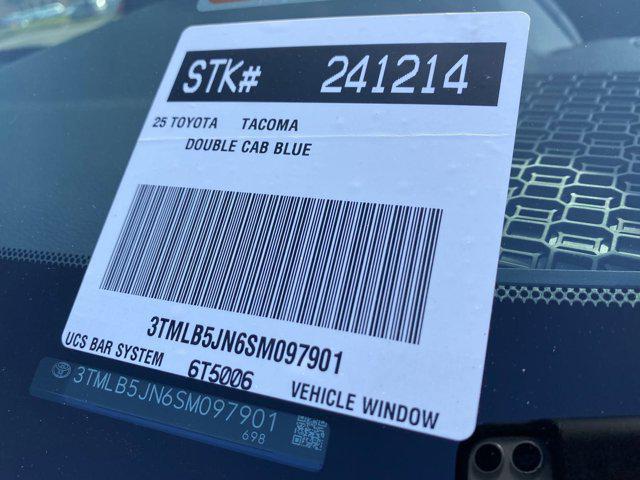 STK# 241214
25 TOYOTA TACOMA
DOUBLE CAB BLUE
3TMLB5JN6SM097901
UCS BAR SYSTEM 6T5006 VEHICLE WINDOW
3TMLB5JN6SM097901
698